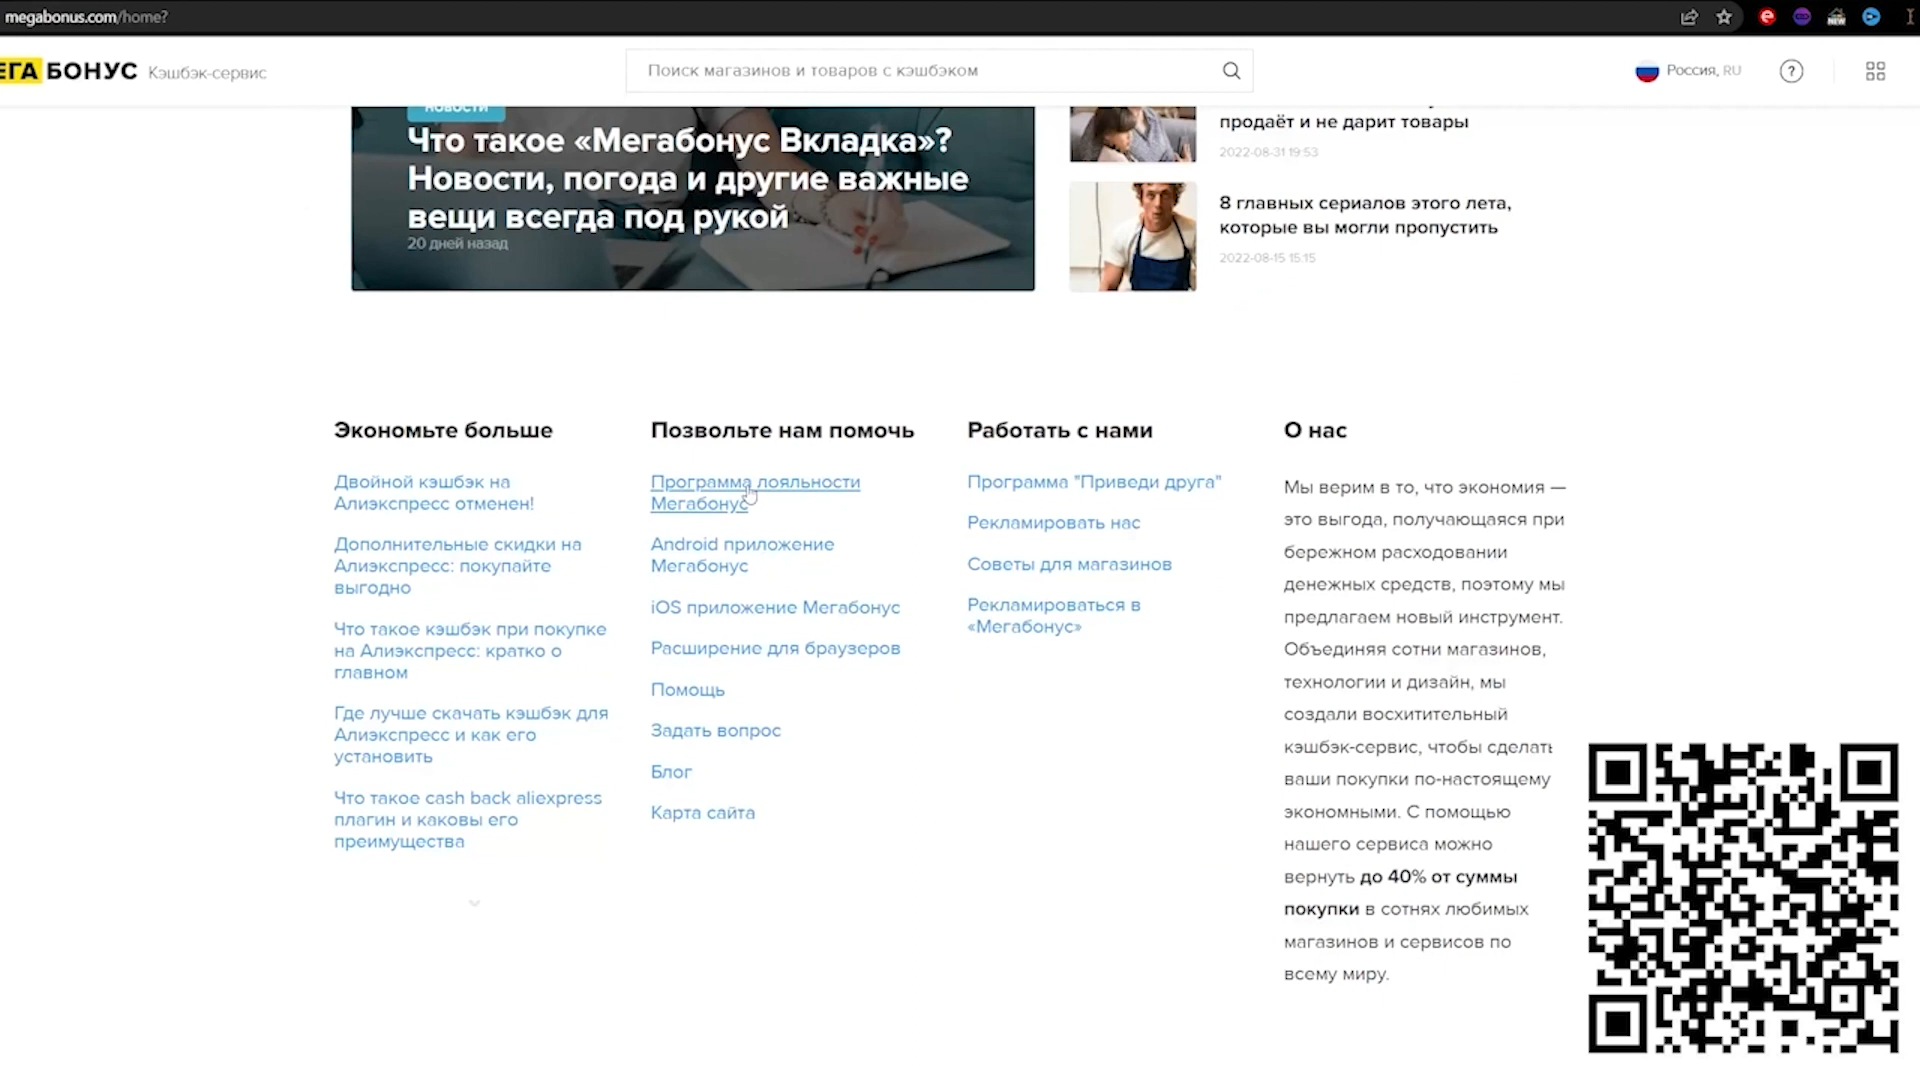 megabonus.com/home?
ЕГА БОНУС Кэшбэк-сервис
Поиск магазинов и товаров с кэшбэком
Россия, RU
?
NEW
новости
Что такое «Мегабонус Вкладка»?
Новости, погода и другие важные
вещи всегда под рукой
20 дней назад
продаёт и не дарит товары
2022-08-31 19:53
8 главных сериалов этого лета,
которые вы могли пропустить
2022-08-15 15:15
Экономьте больше
Двойной кэшбэк на
Алиэкспресс отменен!
Дополнительные скидки на
Алиэкспресс: покупайте
выгодно
Что такое кэшбэк при покупке
на Алиэкспресс: кратко о
главном
Где лучше скачать кэшбэк для
Алиэкспресс и как его
установить
Что такое cash back aliexpress
плагин и каковы его
преимущества
Позвольте нам помочь
Программа лояльности
Мегабонус
Android приложение
Мегабонус
iOS приложение Мегабонус
Расширение для браузеров
Помощь
Задать вопрос
Блог
Карта сайта
Работать с нами
Программа "Приведи друга"
Рекламировать нас
Советы для магазинов
Рекламироваться в
«Мегабонус»
О нас
Мы верим в то, что экономия —
это выгода, получающаяся при
бережном расходовании
денежных средств, поэтому мы
предлагаем новый инструмент.
Объединяя сотни магазинов,
технологии и дизайн, мы
создали восхитительный
кэшбэк-сервис, чтобы сделать
ваши покупки по-настоящему
экономными. С помощью
нашего сервиса можно
вернуть до 40% от суммы
покупки в сотнях любимых
магазинов и сервисов по
всему миру.